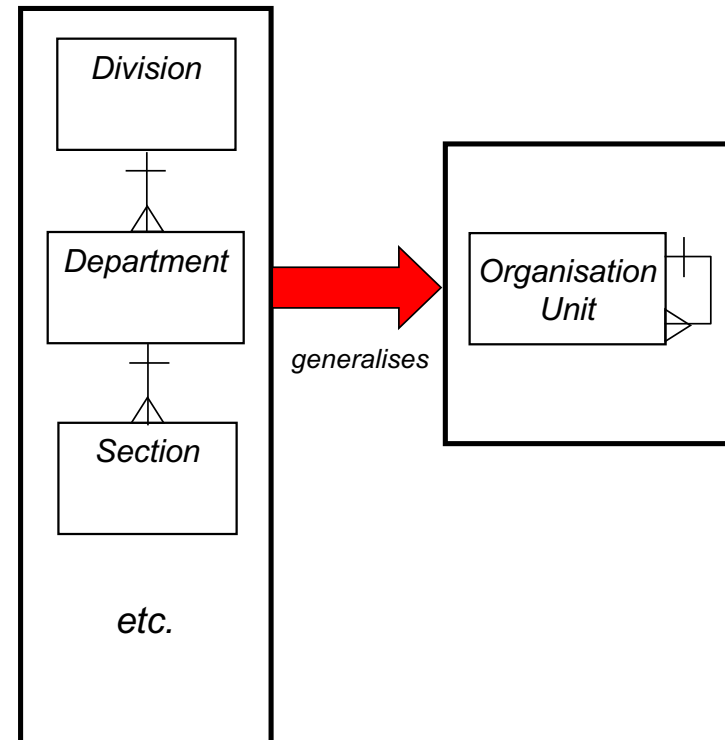 Division
Department
Section
etc.
generalises
Organisation
Unit